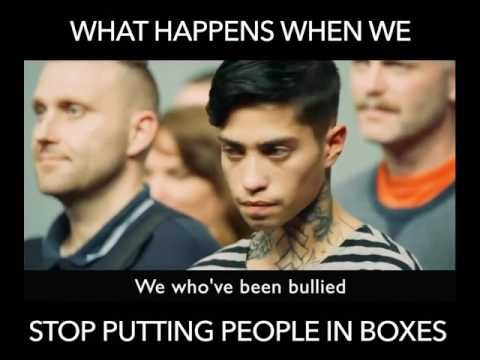 WHAT HAPPENS WHEN WE
We who've been bullied
STOP PUTTING PEOPLE IN BOXES